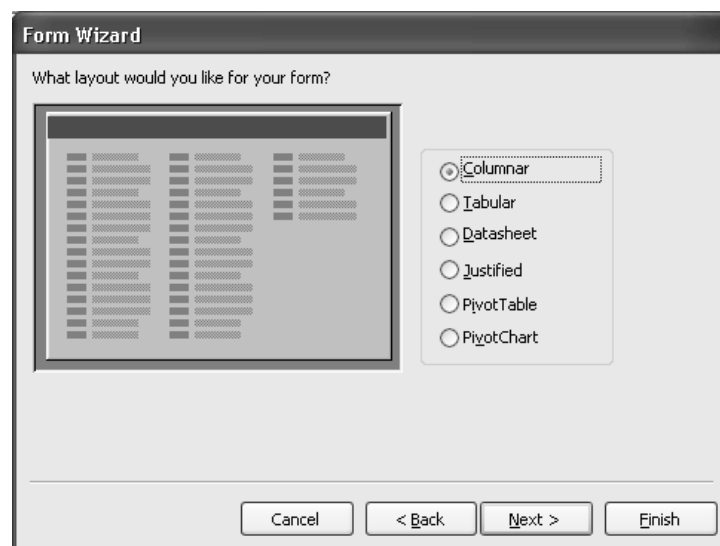 Form Wizard
What layout would you like for your form?
Columnar
Tabular
Datasheet
Justified
PivotTable
PivotChart
Cancel
< Back
Next >
Finish